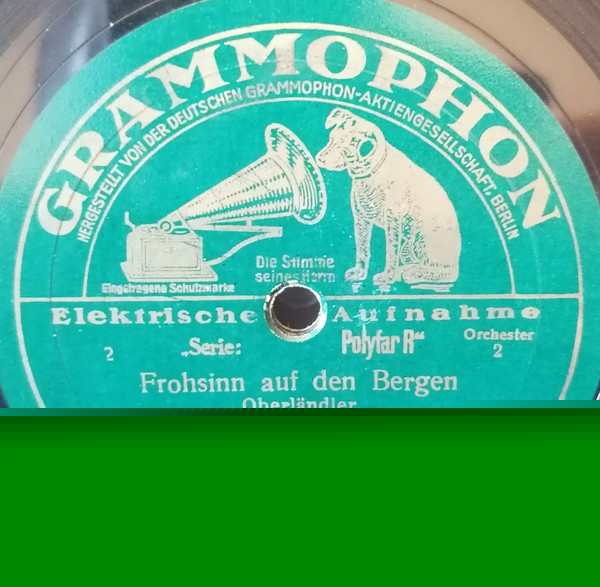 GRAMMOPHON
HERGESTELLT VON DER DEUTSCHEN GRAMMOPHON-AKTIENGESELLSCHAFT, BERLIN
Die Stimme
seines Herrn
Eingetragene Schutzmarke
Elektrische Aufnahme
2 „Serie: Polyfar R“ Orchester
2
Frohsinn auf den Bergen
Oberländler